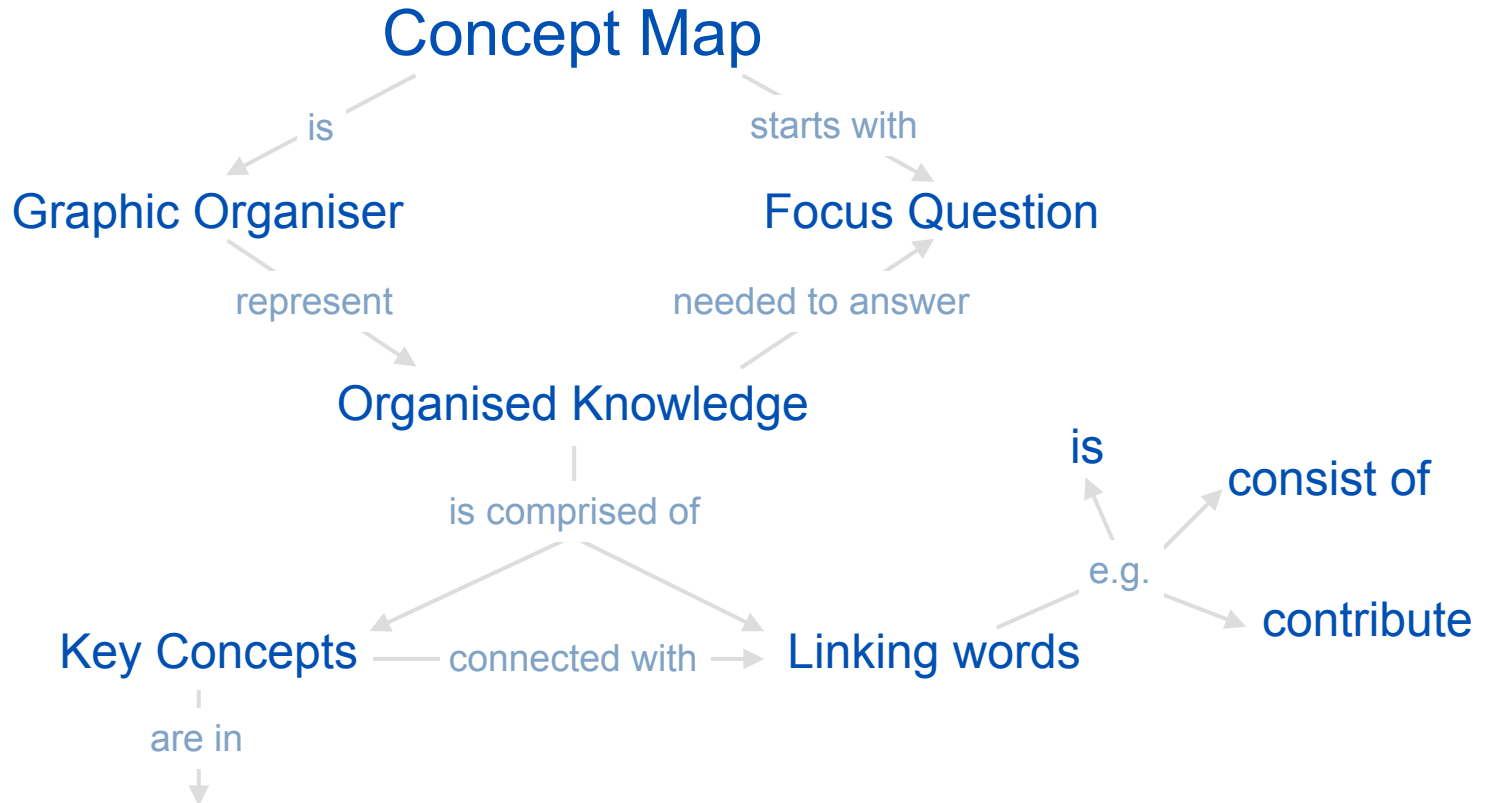 Concept Map
is
starts with
Graphic Organiser
Focus Question
represent
needed to answer
Organised Knowledge
is
consist of
is comprised of
e.g.
contribute
Key Concepts
connected with
Linking words
are in